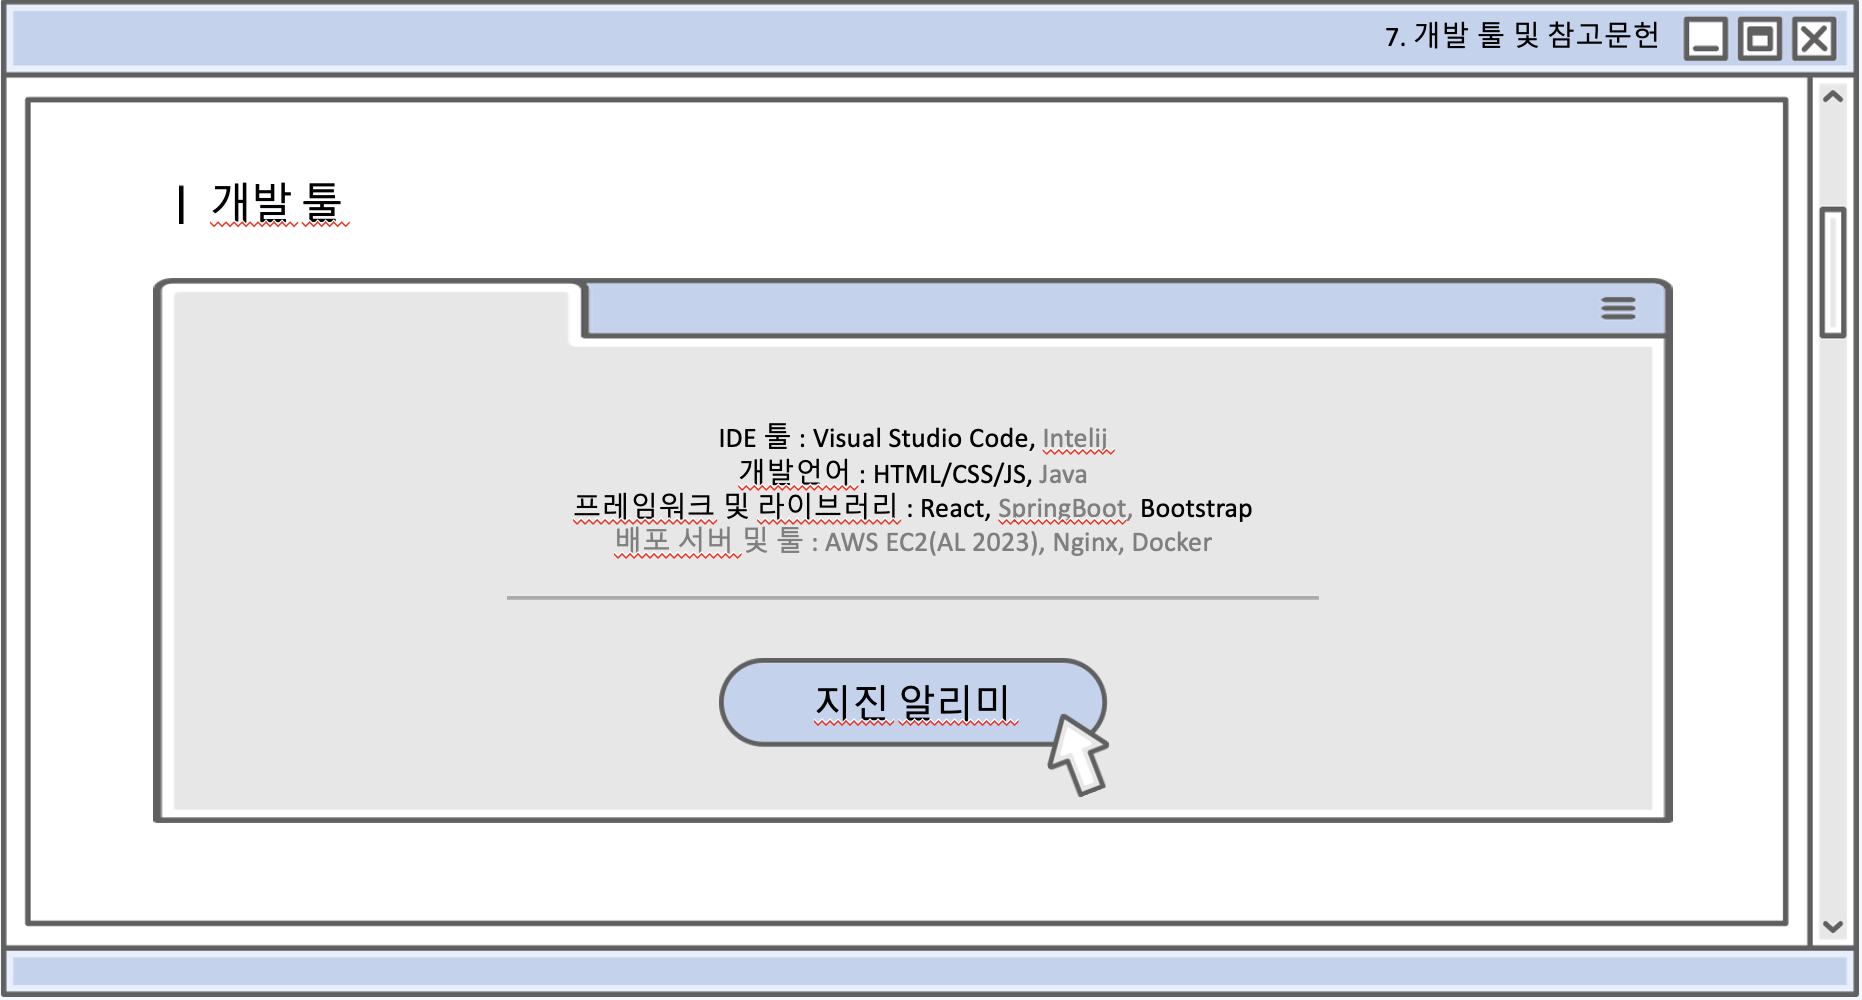 7. 개발 툴 및 참고문헌
| 개발 툴
IDE 툴 : Visual Studio Code, Intelij
개발언어 : HTML/CSS/JS, Java
프레임워크 및 라이브러리 : React, SpringBoot, Bootstrap
배포 서버 및 툴 : AWS EC2(AL 2023), Nginx, Docker
지진 알리미